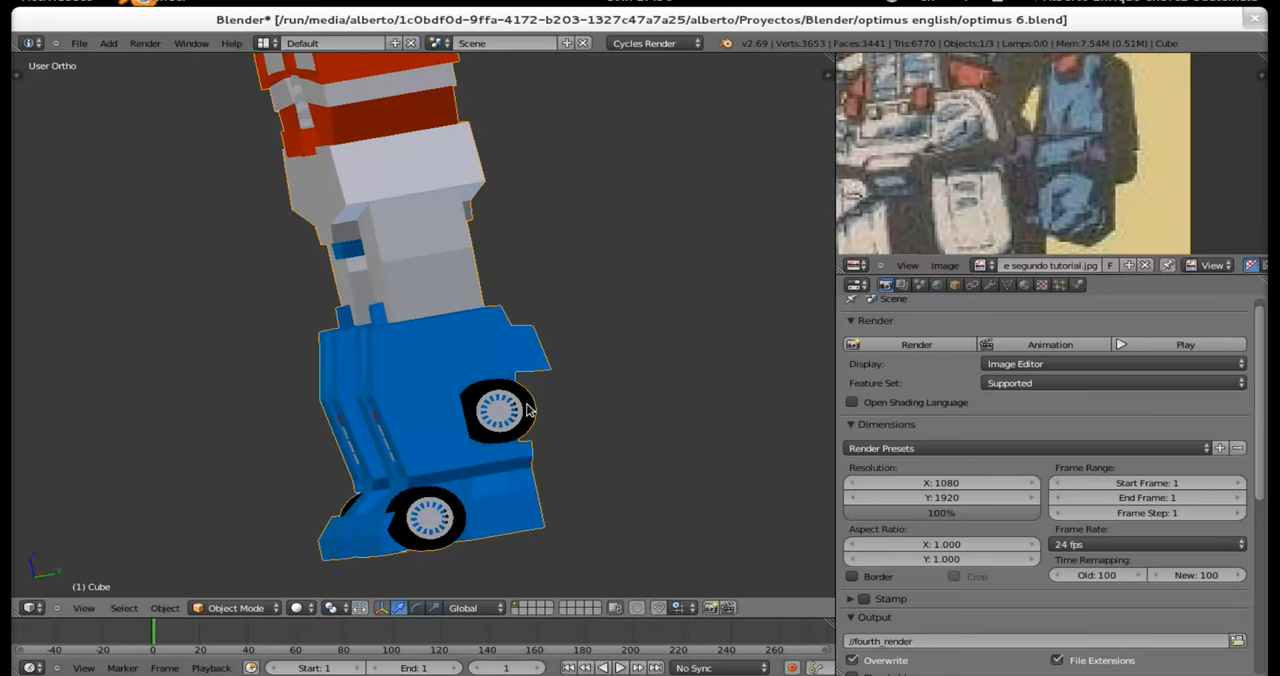 Blender* [/run/media/alberto/1c0bdf0d-9ffa-4172-b203-1327c47a7a25/alberto/Proyectos/Blender/optimus english/optimus 6.blend]
File Add Render Window Help Default Scene Cycles Render v2.69 | Verts:3653 | Faces:3441 | Tris:6770 | Objects:1/3 | Lamps:0/0 | Mem:7.54M (0.51M) | Cube
User Ortho
View Image e segundo tutorial.jpg F View
Scene
Render
Render Animation Play
Display: Image Editor
Feature Set: Supported
Open Shading Language
Dimensions
Render Presets
Resolution: Frame Range:
X: 1080 Start Frame: 1
Y: 1920 End Frame: 1
100% Frame Step: 1
Aspect Ratio: Frame Rate:
X: 1.000 24 fps
Y: 1.000 Time Remapping:
Border Crop Old: 100 New: 100
Stamp
Output
//fourth_render
Overwrite File Extensions
(1) Cube
View Select Object Object Mode Global
-40 -20 0 20 40 60 80 100 120 140 160 180 200 220 240 260
View Marker Frame Playback Start: 1 End: 1 1 No Sync